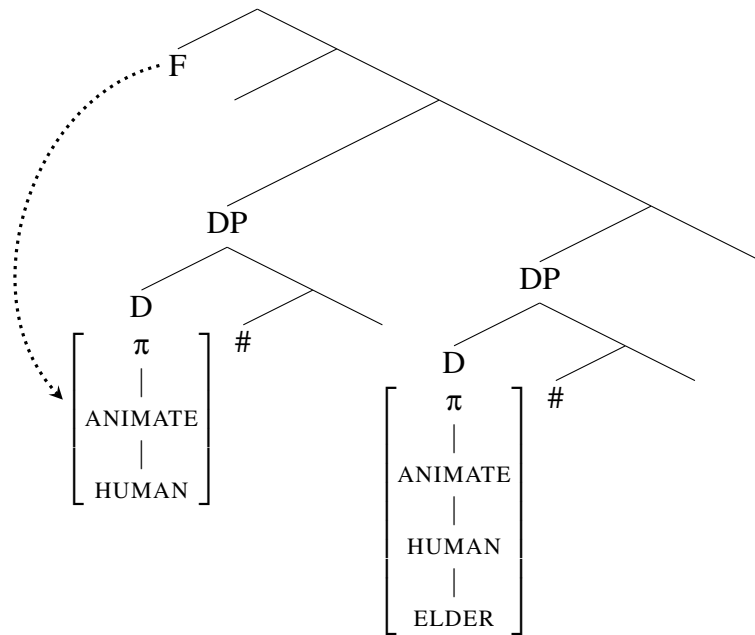 F
DP
DP
D
π
#
ANIMATE
HUMAN
D
π
#
ANIMATE
HUMAN
ELDER